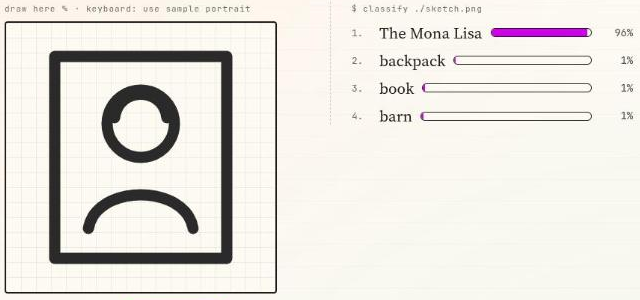 draw here % · keyboard: use sample portrait
$ classify ./sketch.png
1. The Mona Lisa 96%
2. backpack 1%
3. book 1%
4. barn 1%